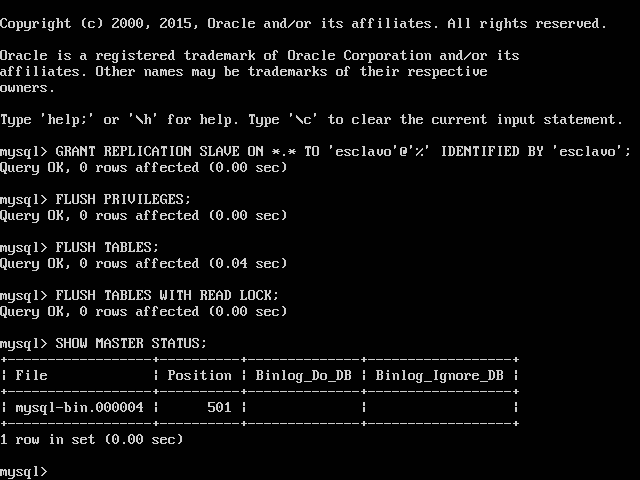 Copyright (c) 2000, 2015, Oracle and/or its affiliates. All rights reserved.
Oracle is a registered trademark of Oracle Corporation and/or its
affiliates. Other names may be trademarks of their respective
owners.
Type 'help;' or '\h' for help. Type '\c' to clear the current input statement.
mysql> GRANT REPLICATION SLAVE ON *.* TO 'esclavo'@'%' IDENTIFIED BY 'esclavo';
Query OK, 0 rows affected (0.00 sec)
mysql> FLUSH PRIVILEGES;
Query OK, 0 rows affected (0.00 sec)
mysql> FLUSH TABLES;
Query OK, 0 rows affected (0.04 sec)
mysql> FLUSH TABLES WITH READ LOCK;
Query OK, 0 rows affected (0.00 sec)
mysql> SHOW MASTER STATUS;
+------------------+----------+--------------+------------------+
| File             | Position | Binlog_Do_DB | Binlog_Ignore_DB |
+------------------+----------+--------------+------------------+
| mysql-bin.000004 |      501 |              |                  |
+------------------+----------+--------------+------------------+
1 row in set (0.00 sec)
mysql>